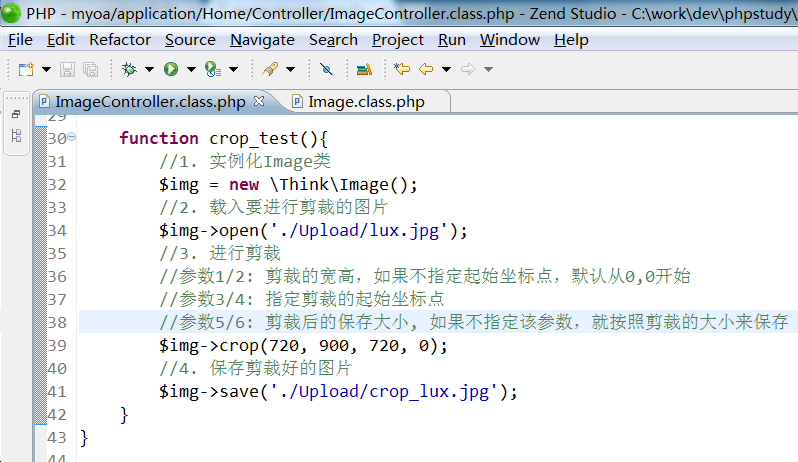 PHP - myoa/application/Home/Controller/ImageController.class.php - Zend Studio - C:\work\dev\phpstudy\
File Edit Refactor Source Navigate Search Project Run Window Help
ImageController.class.php Image.class.php
29
30 function crop_test(){
31 //1. 实例化Image类
32 $img = new \Think\Image();
33 //2. 载入要进行剪裁的图片
34 $img->open('./Upload/lux.jpg');
35 //3. 进行剪裁
36 //参数1/2: 剪裁的宽高，如果不指定起始坐标点，默认从0,0开始
37 //参数3/4: 指定剪裁的起始坐标点
38 //参数5/6: 剪裁后的保存大小, 如果不指定该参数，就按照剪裁的大小来保存
39 $img->crop(720, 900, 720, 0);
40 //4. 保存剪裁好的图片
41 $img->save('./Upload/crop_lux.jpg');
42 }
43 }
44